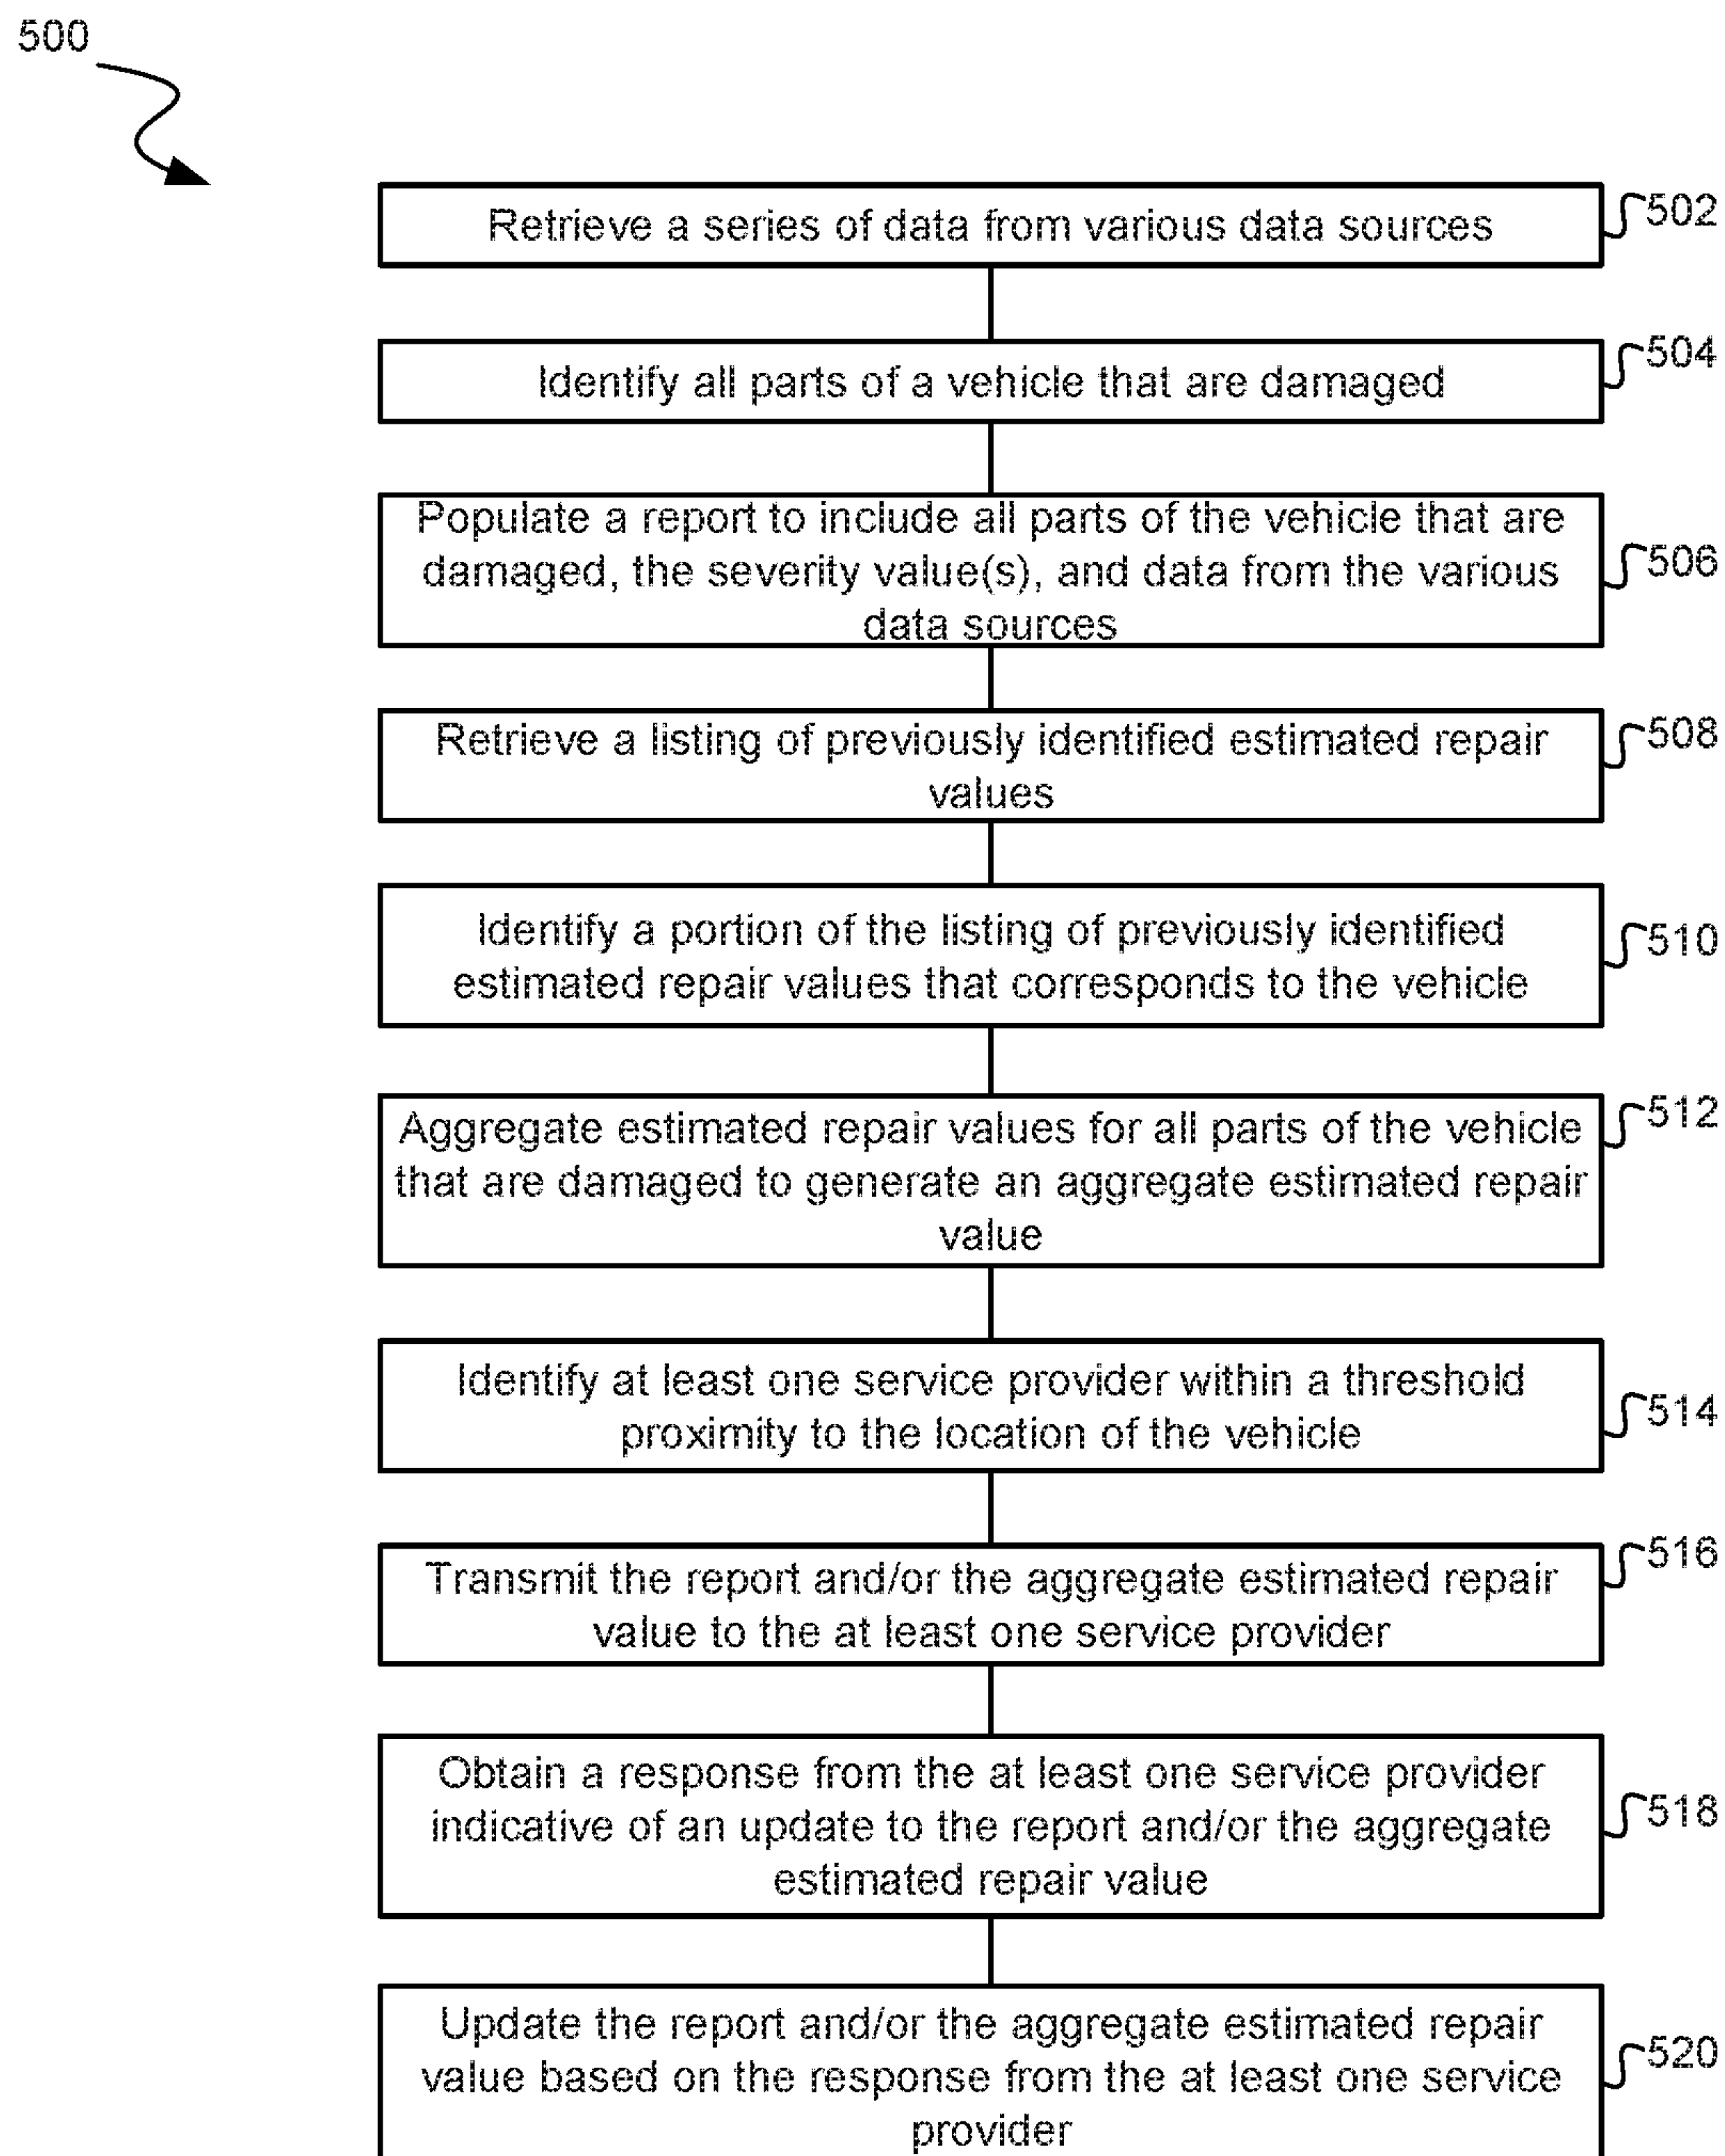 500
Retrieve a series of data from various data sources
502
Identify all parts of a vehicle that are damaged
504
Populate a report to include all parts of the vehicle that are
damaged, the severity value(s), and data from the various
data sources
506
Retrieve a listing of previously identified estimated repair
values
508
Identify a portion of the listing of previously identified
estimated repair values that corresponds to the vehicle
510
Aggregate estimated repair values for all parts of the vehicle
that are damaged to generate an aggregate estimated repair
value
512
Identify at least one service provider within a threshold
proximity to the location of the vehicle
514
Transmit the report and/or the aggregate estimated repair
value to the at least one service provider
516
Obtain a response from the at least one service provider
indicative of an update to the report and/or the aggregate
estimated repair value
518
Update the report and/or the aggregate estimated repair
value based on the response from the at least one service
provider
520